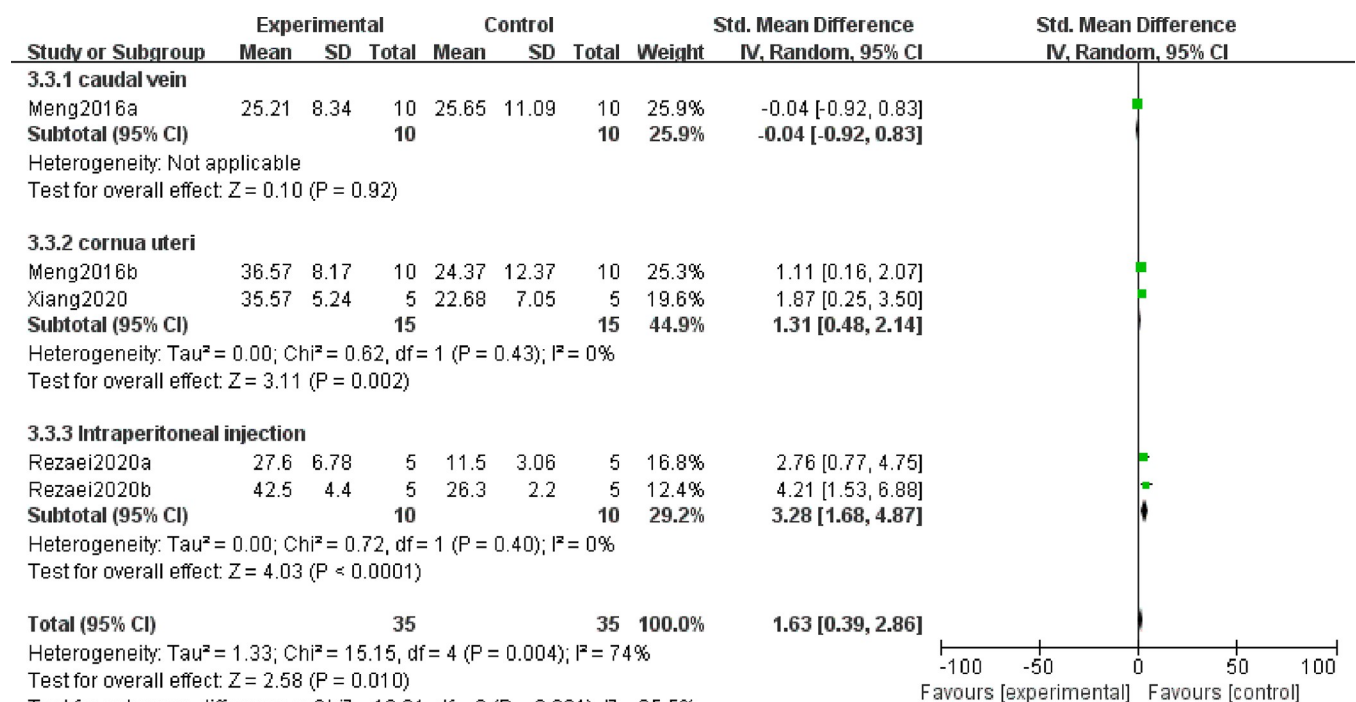 Experimental Control Std. Mean Difference Std. Mean Difference
Study or Subgroup Mean SD Total Mean SD Total Weight IV, Random, 95% CI IV, Random, 95% CI
3.3.1 caudal vein
Meng2016a 25.21 8.34 10 25.65 11.09 10 25.9% -0.04 [-0.92, 0.83]
Subtotal (95% CI) 10 10 25.9% -0.04 [-0.92, 0.83]
Heterogeneity: Not applicable
Test for overall effect: Z = 0.10 (P = 0.92)
3.3.2 cornua uteri
Meng2016b 36.57 8.17 10 24.37 12.37 10 25.3% 1.11 [0.16, 2.07]
Xiang2020 35.57 5.24 5 22.68 7.05 5 19.6% 1.87 [0.25, 3.50]
Subtotal (95% CI) 15 15 44.9% 1.31 [0.48, 2.14]
Heterogeneity: Tau² = 0.00; Chi² = 0.62, df = 1 (P = 0.43); I² = 0%
Test for overall effect: Z = 3.11 (P = 0.002)
3.3.3 Intraperitoneal injection
Rezaei2020a 27.6 6.78 5 11.5 3.06 5 16.8% 2.76 [0.77, 4.75]
Rezaei2020b 42.5 4.4 5 26.3 2.2 5 12.4% 4.21 [1.53, 6.88]
Subtotal (95% CI) 10 10 29.2% 3.28 [1.68, 4.87]
Heterogeneity: Tau² = 0.00; Chi² = 0.72, df = 1 (P = 0.40); I² = 0%
Test for overall effect: Z = 4.03 (P < 0.0001)
Total (95% CI) 35 35 100.0% 1.63 [0.39, 2.86]
Heterogeneity: Tau² = 1.33; Chi² = 15.15, df = 4 (P = 0.004); I² = 74%
Test for overall effect: Z = 2.58 (P = 0.010)
-100 -50 0 50 100
Favours [experimental] Favours [control]